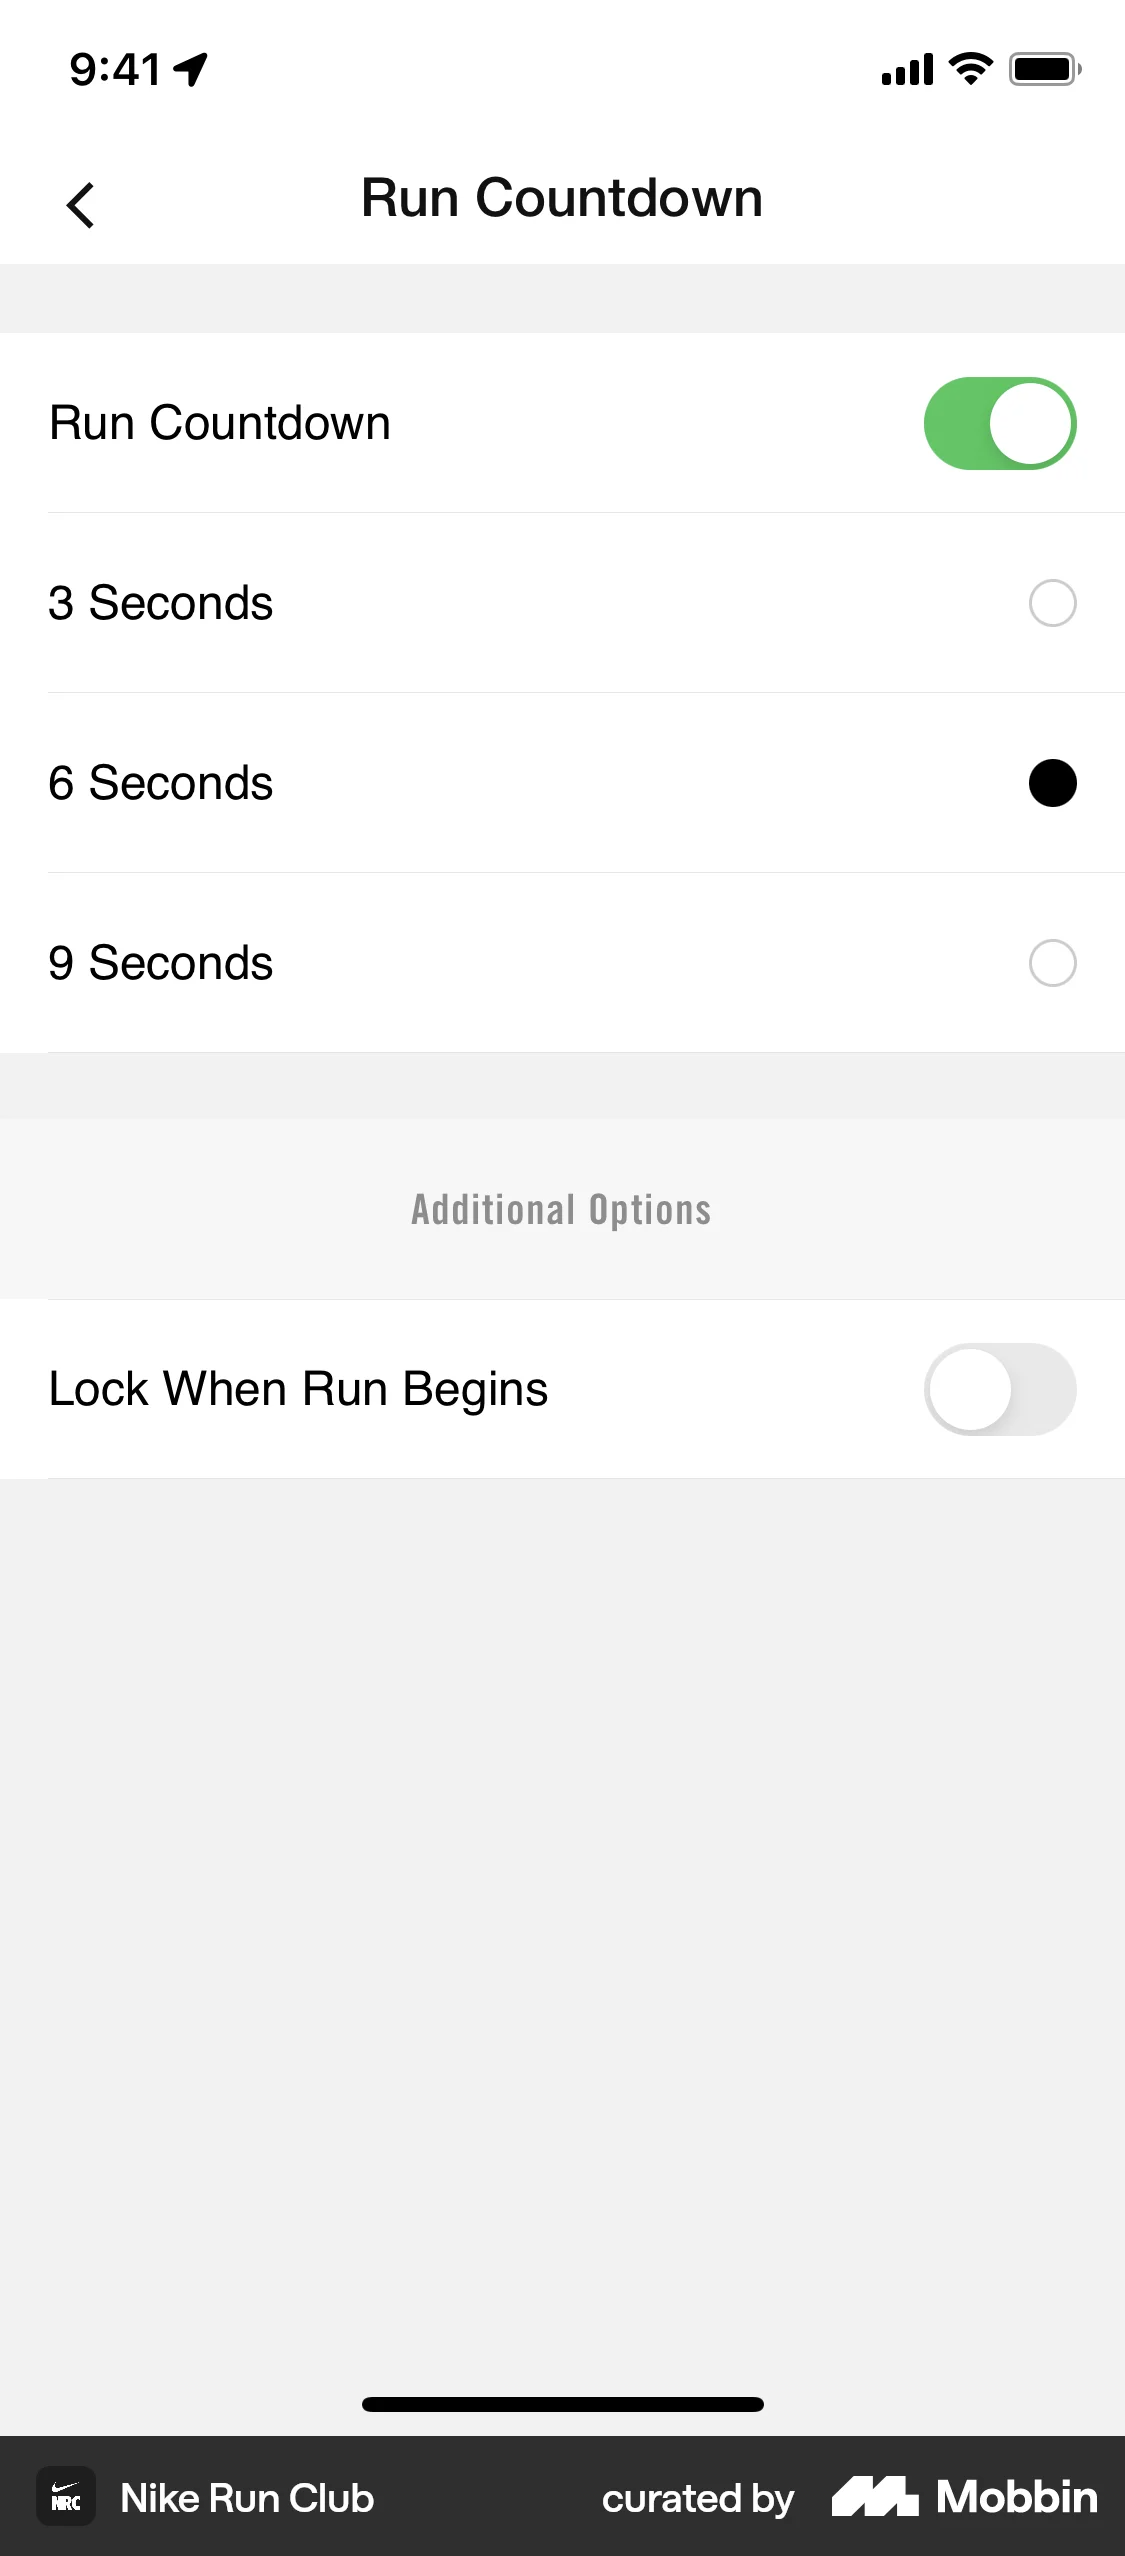 9:41
Run Countdown
Run Countdown
3 Seconds
6 Seconds
9 Seconds
Additional Options
Lock When Run Begins
NRC
Nike Run Club
curated by
Mobbin